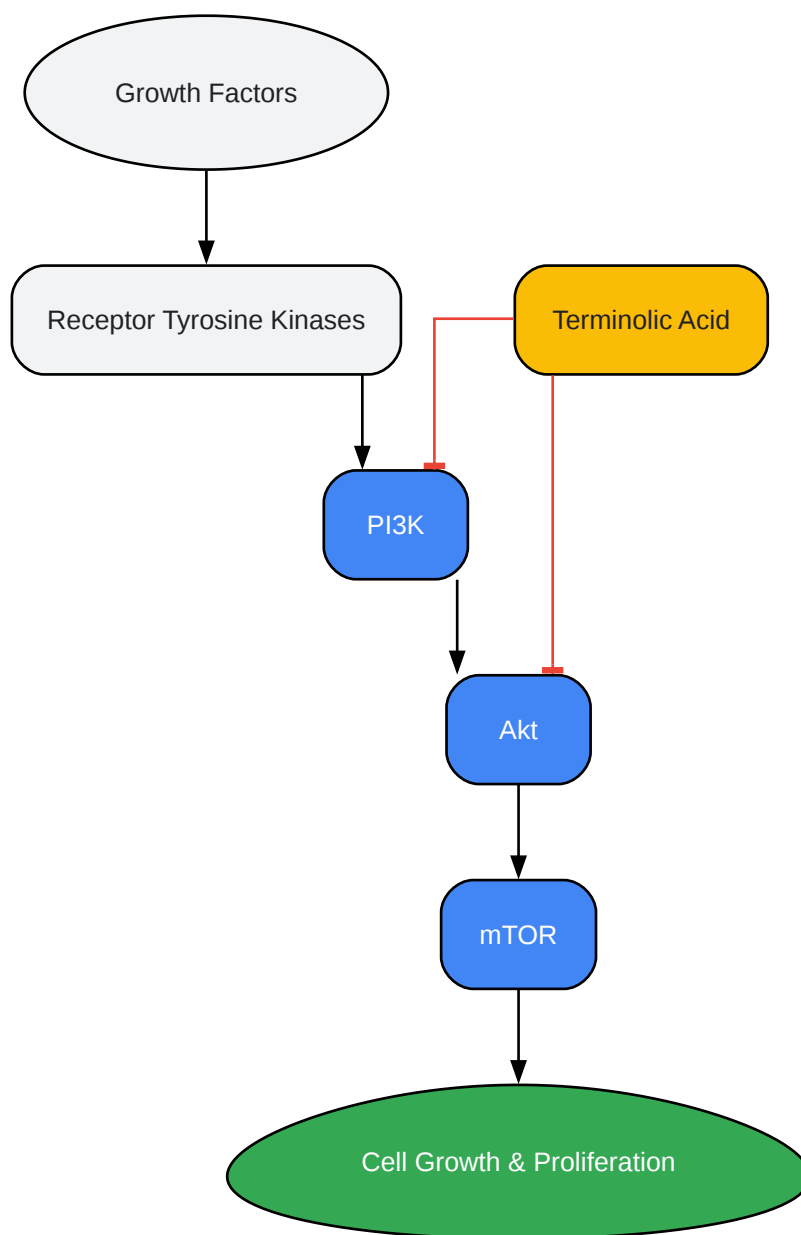 Growth Factors
Receptor Tyrosine Kinases
Terminolic Acid
PI3K
Akt
mTOR
Cell Growth & Proliferation